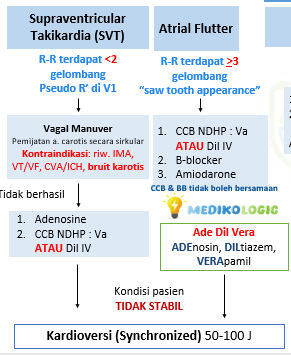 Supraventricular
Takikardia (SVT)
R-R terdapat <2
gelombang
Pseudo R' di V1
Vagal Manuver
Pemijatan a. carotis secara sirkular
Kontraindikasi: riw. IMA,
VT/VF, CVA/ICH, bruit karotis
Tidak berhasil
1. Adenosine
2. CCB NDHP : Va
ATAU Dil IV
Atrial Flutter
R-R terdapat >3
gelombang
“saw tooth appearance”
1. CCB NDHP : Va
ATAU Dil IV
2. B-blocker
3. Amiodarone
CCB & BB tidak boleh bersamaan
MEDIKOLOGIC
Ade Dil Vera
ADEnosin, DILtiazem,
VERApamil
Kondisi pasien
TIDAK STABIL
Kardioversi (Synchronized) 50-100 J